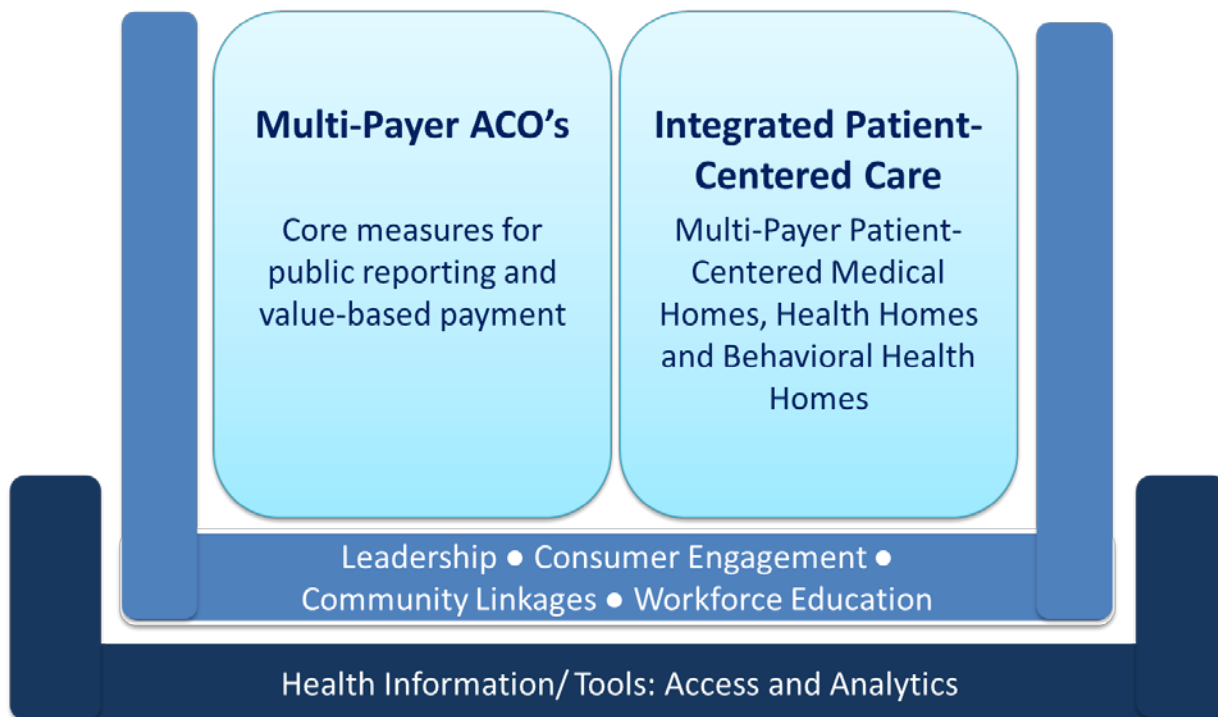 Multi-Payer ACO’s
Core measures for
public reporting and
value-based payment
Integrated Patient-
Centered Care
Multi-Payer Patient-
Centered Medical
Homes, Health Homes
and Behavioral Health
Homes
Leadership ● Consumer Engagement ●
Community Linkages ● Workforce Education
Health Information/ Tools: Access and Analytics